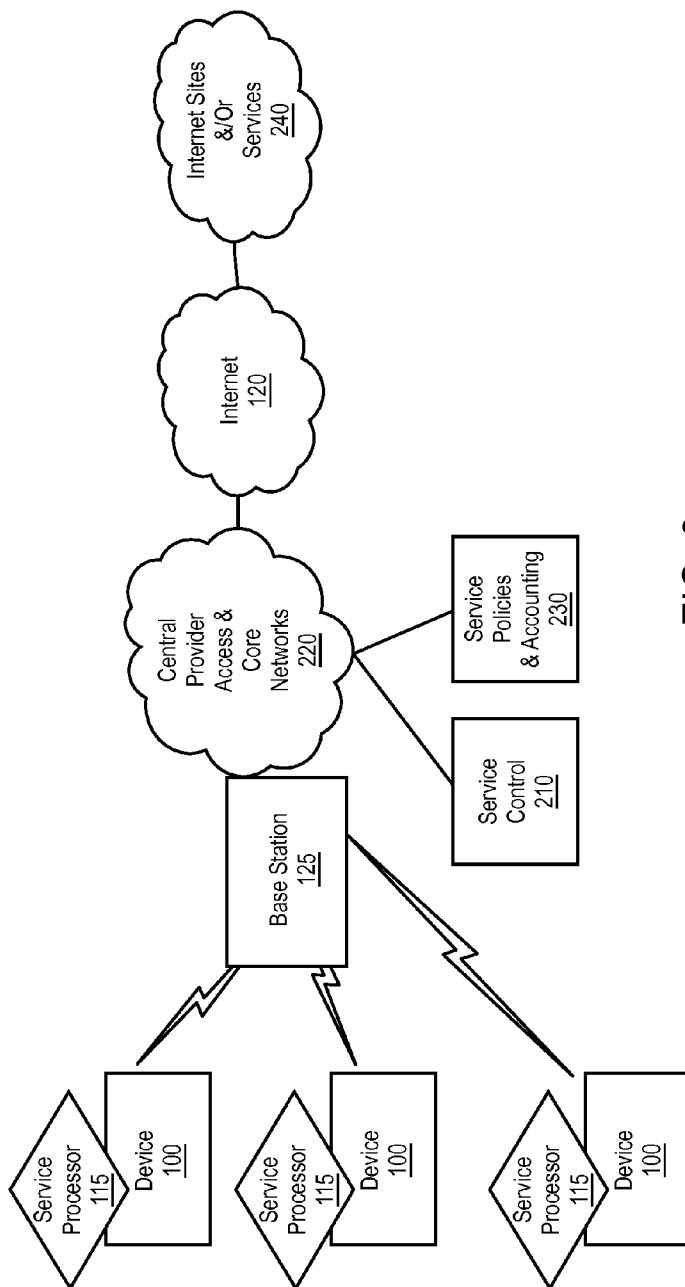 Service
Processor
115
Device
100
Service
Processor
115
Device
100
Service
Processor
115
Device
100
Base Station
125
Central
Provider
Access &
Core
Networks
220
Internet
120
Internet Sites
&/Or
Services
240
Service
Control
210
Service
Policies
& Accounting
230
FIG.